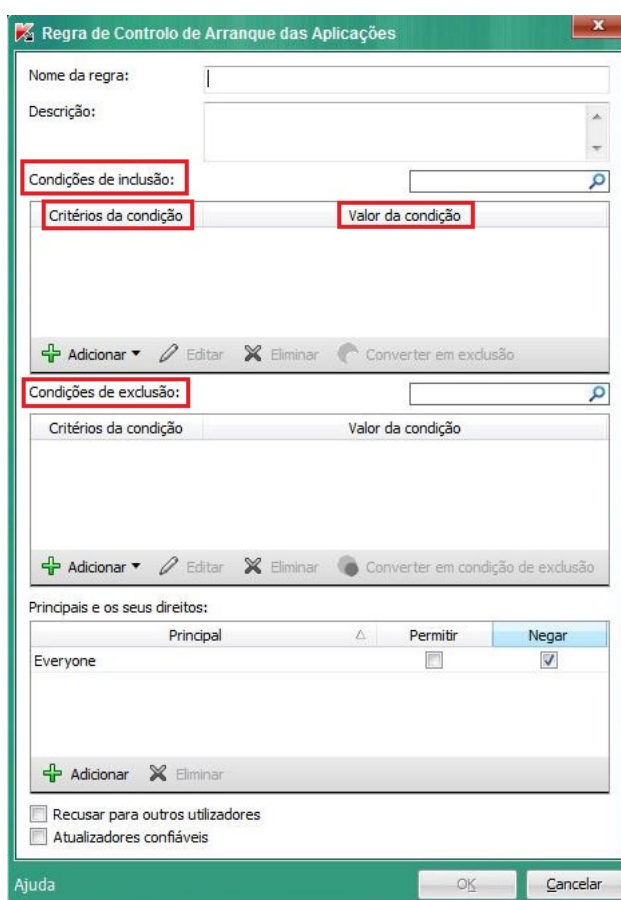 Regra de Controlo de Arranque das Aplicações
Nome da regra:
Descrição:
Condições de inclusão:
Critérios da condição Valor da condição
Adicionar Editar Eliminar Converter em exclusão
Condições de exclusão:
Critérios da condição Valor da condição
Adicionar Editar Eliminar Converter em condição de exclusão
Principais e os seus direitos:
Principal Permitir Negar
Everyone
Adicionar Eliminar
Recusar para outros utilizadores
Atualizadores confiáveis
Ajuda OK Cancelar